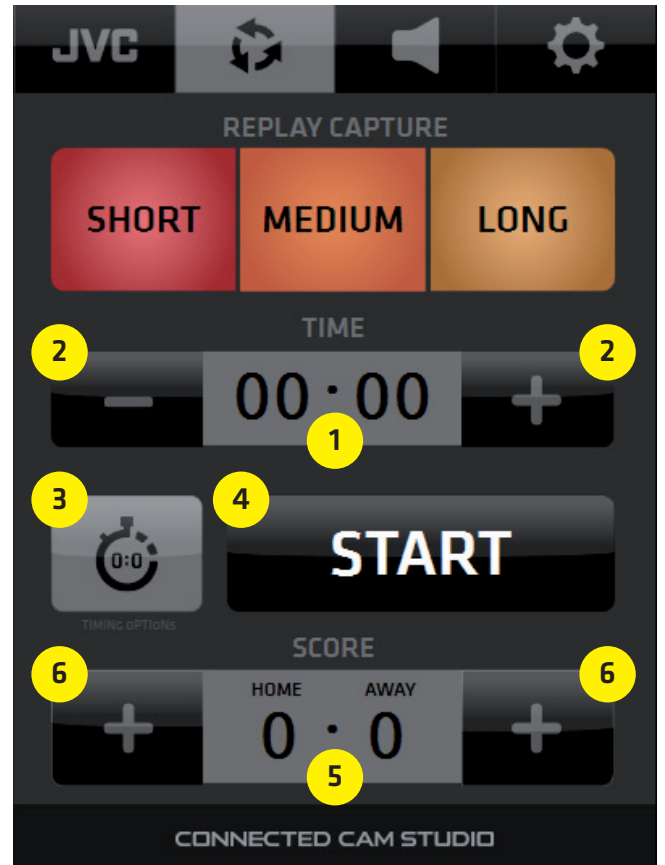 JVC
REPLAY CAPTURE
SHORT MEDIUM LONG
TIME
2 2
00:00
1
3 4
0:0 START
TIMING OPTIONS
SCORE
6 6
HOME AWAY
0 : 0
5
CONNECTED CAM STUDIO